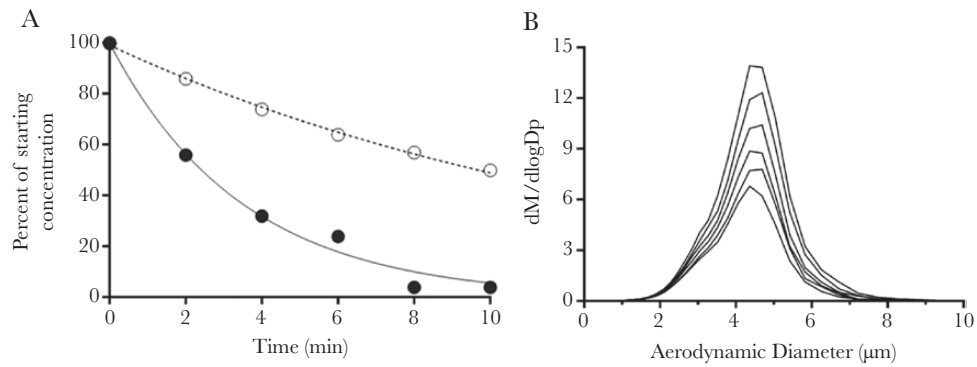 A
Percent of starting
concentration
100
80
60
40
20
0
0 2 4 6 8 10
Time (min)
B
dM/dlogDp
15
12
9
6
3
0
0 2 4 6 8 10
Aerodynamic Diameter (µm)